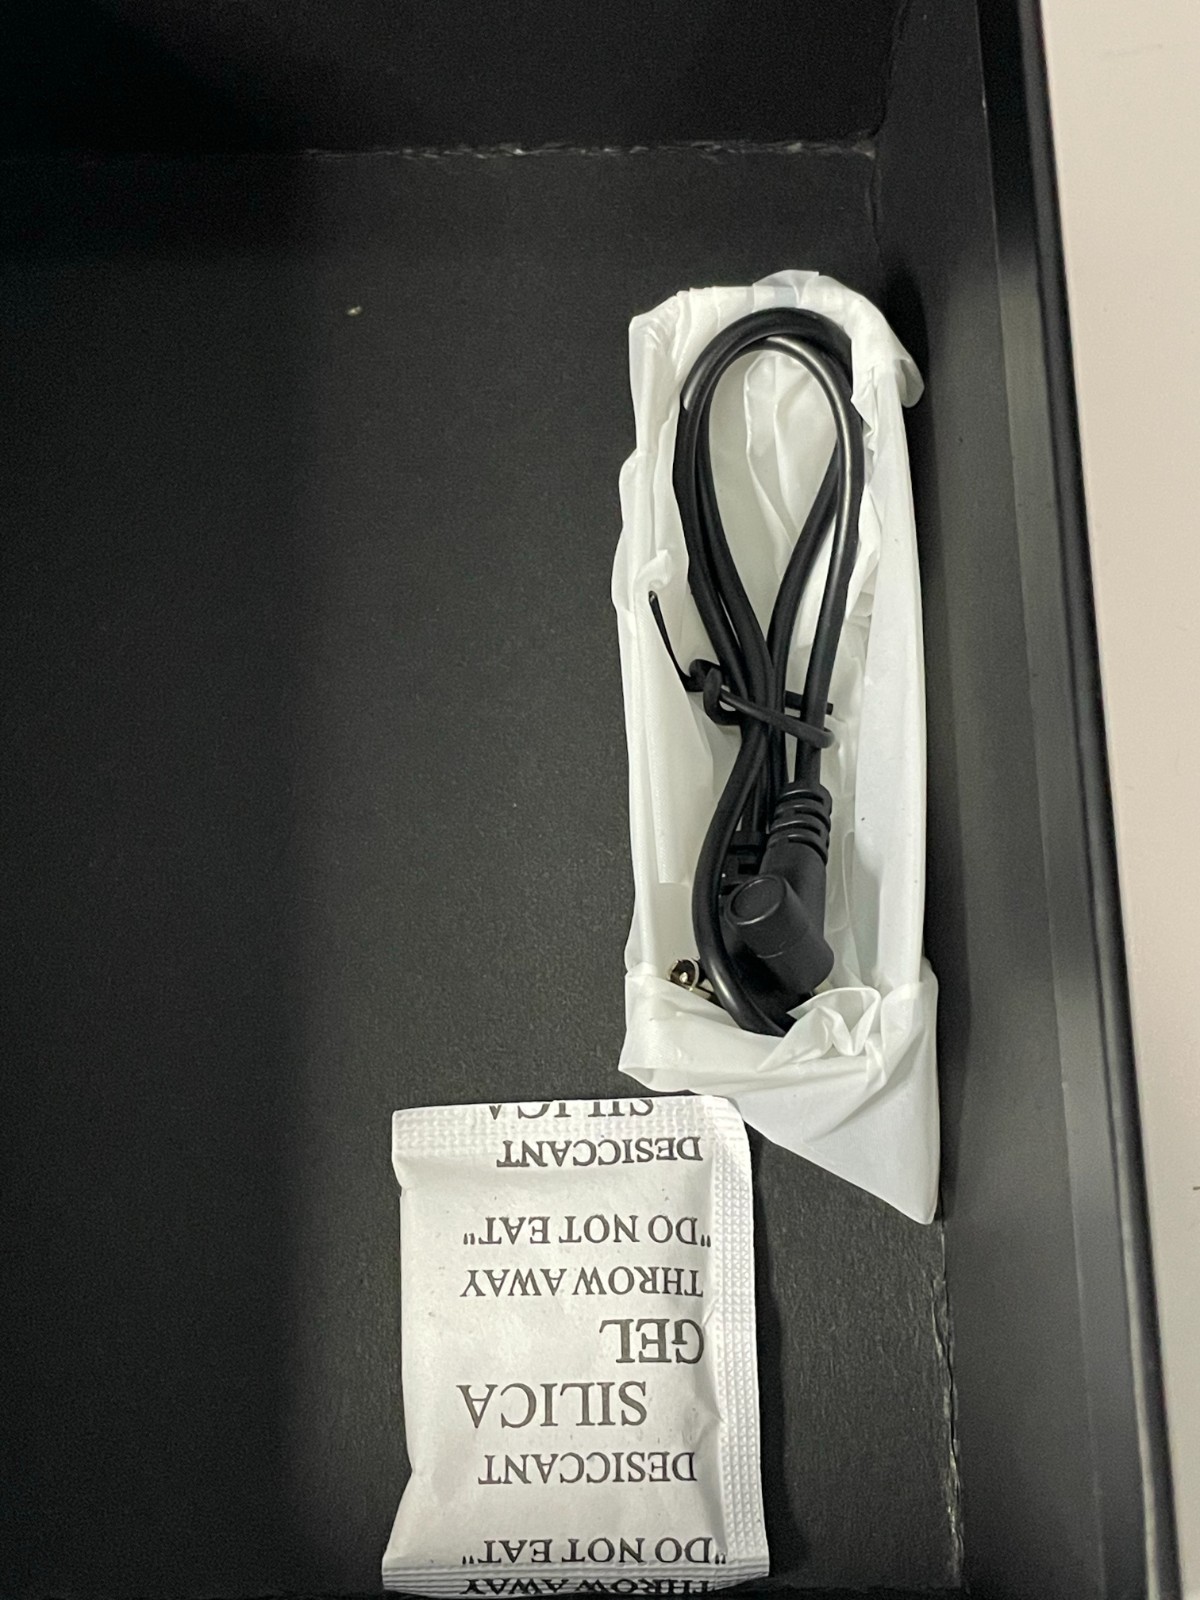 THROW AWAY
"DO NOT EAT"
DESICCANT
SILICA
GEL
THROW AWAY
"DO NOT EAT"
DESICCANT
SILICA